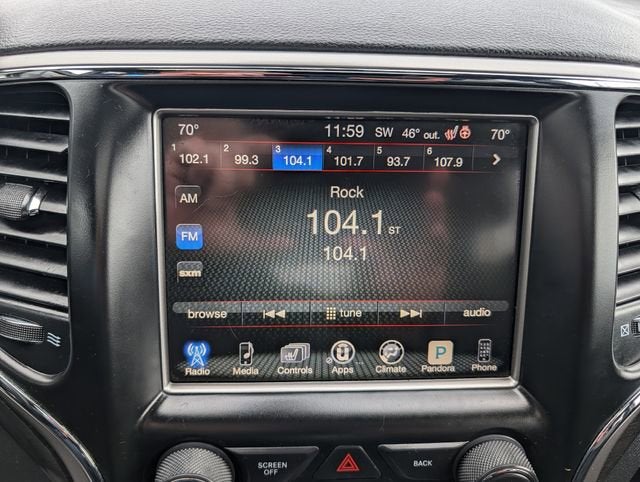 70° 11:59 SW 46° out. 70°
1 102.1 2 99.3 3 104.1 4 101.7 5 93.7 6 107.9
AM
Rock
FM
104.1 ST
104.1
sxm
browse tune audio
Radio Media Controls Apps Climate P Pandora Phone
SCREEN OFF BACK